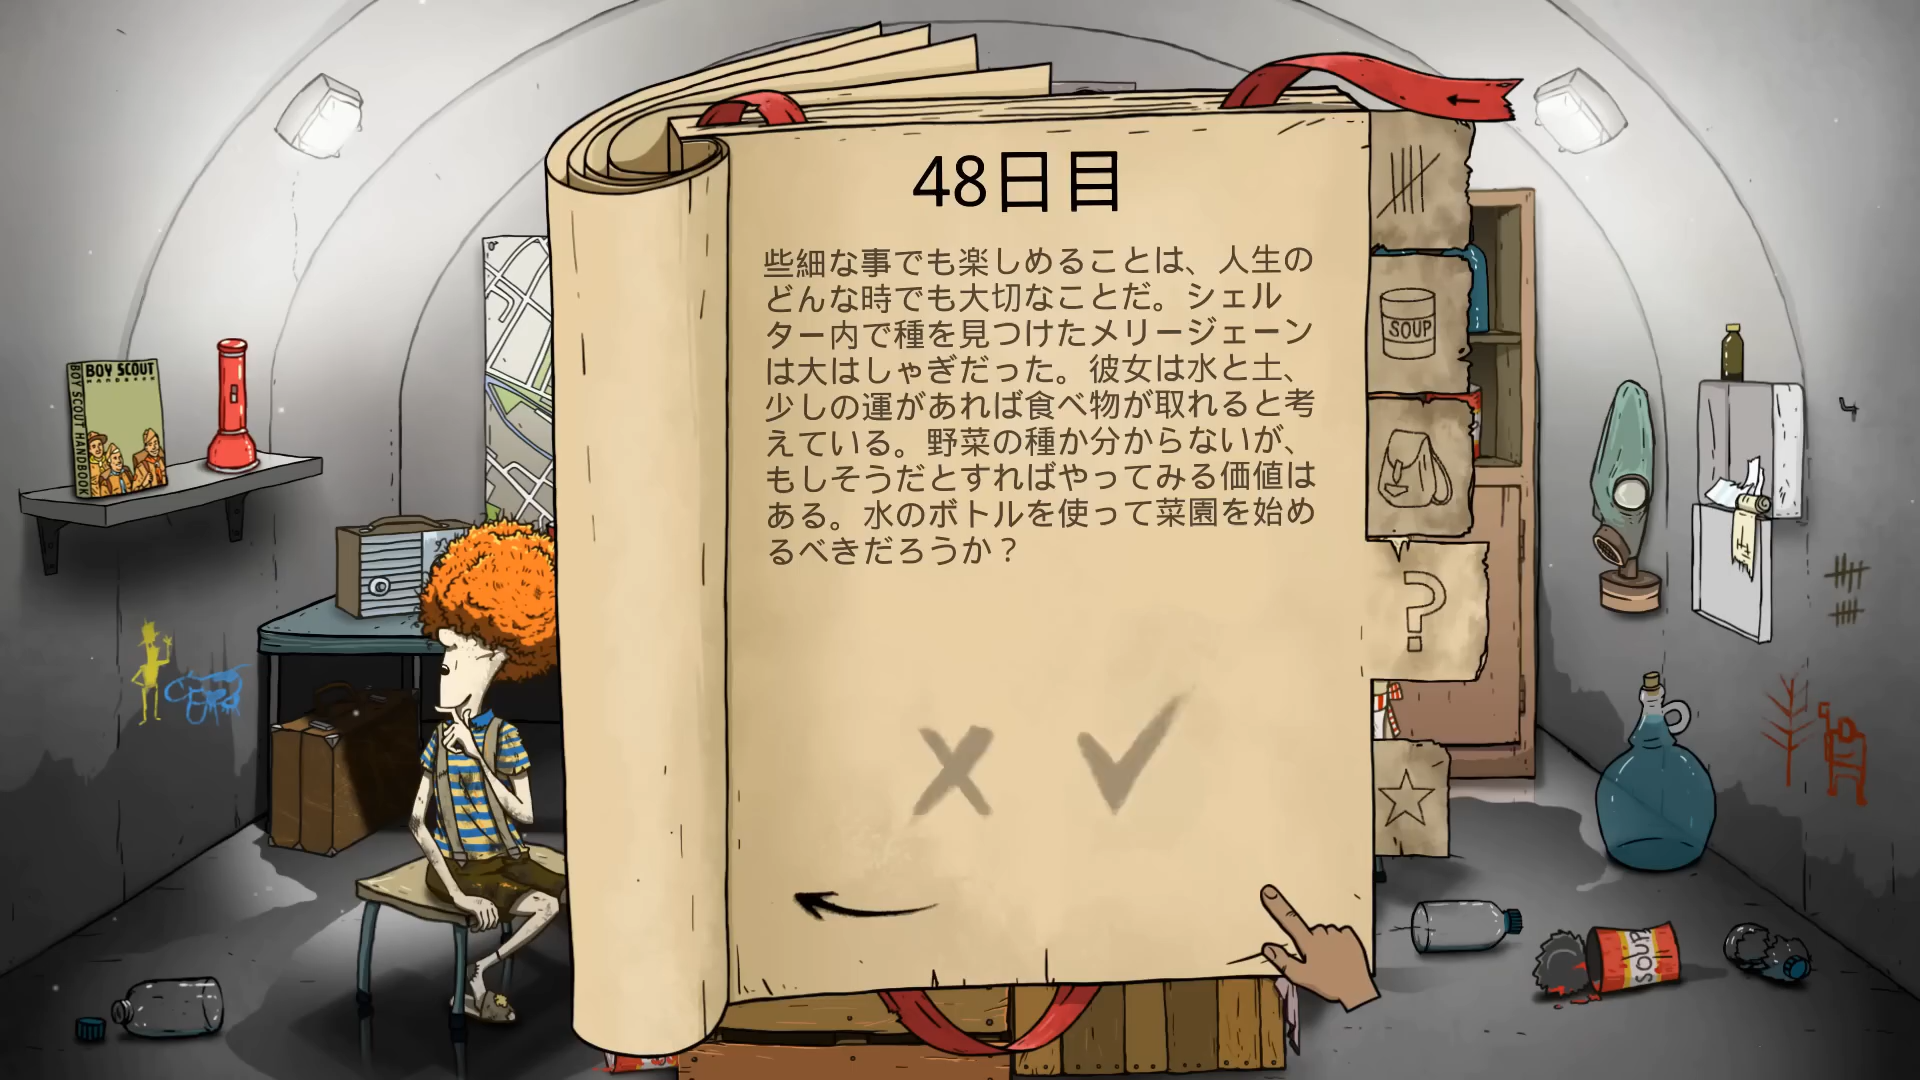 48日目
些細な事でも楽しめることは、人生の
どんな時でも大切なことだ。シェル
ター内で種を見つけたメリージェーン
は大はしゃぎだった。彼女は水と土、
少しの運があれば食べ物が取れると考
えている。野菜の種か分からないが、
もしそうだとすればやってみる価値は
ある。水のボトルを使って菜園を始め
るべきだろうか？
SOUP
BOY SCOUT
HANDBOOK
BOY SCOUT HANDBOOK
SOUP